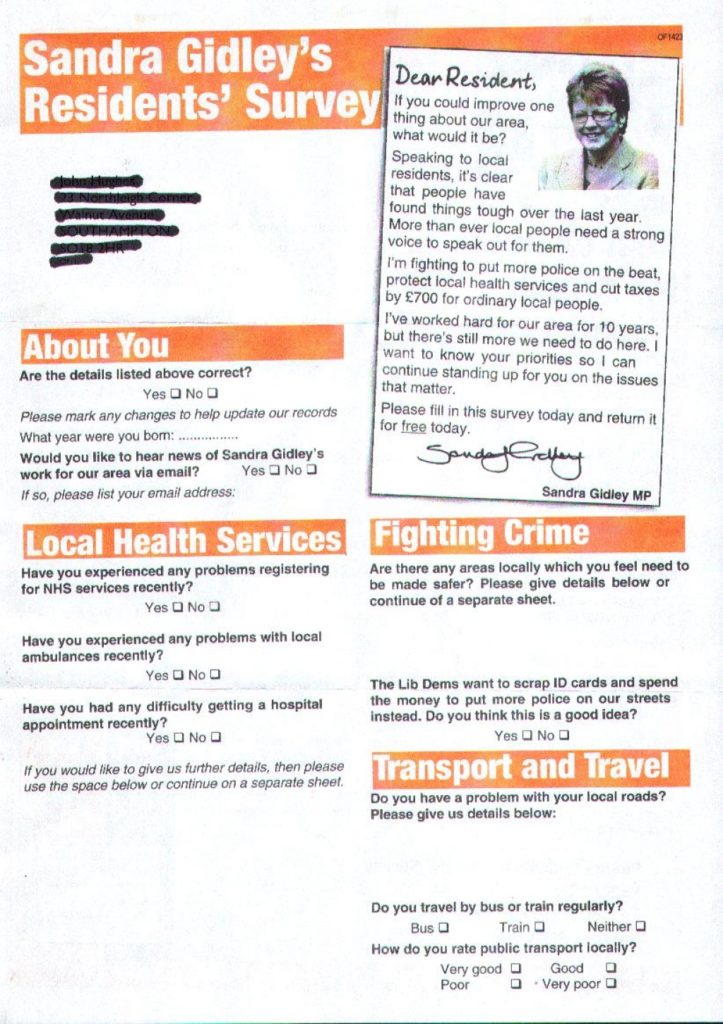 OF1423
Sandra Gidley's
Residents' Survey
Dear Resident,
If you could improve one
thing about our area,
what would it be?
Speaking to local
residents, it's clear
that people have
found things tough over the last year.
More than ever local people need a strong
voice to speak out for them.
I'm fighting to put more police on the beat,
protect local health services and cut taxes
by £700 for ordinary local people.
I've worked hard for our area for 10 years,
but there's still more we need to do here. I
want to know your priorities so I can
continue standing up for you on the issues
that matter.
Please fill in this survey today and return it
for free today.
Sandra Gidley
Sandra Gidley MP
About You
Are the details listed above correct?
Yes ❑ No ❑
Please mark any changes to help update our records
What year were you born: ................
Would you like to hear news of Sandra Gidley's
work for our area via email? Yes ❑ No ❑
If so, please list your email address:
Local Health Services
Have you experienced any problems registering
for NHS services recently?
Yes ❑ No ❑
Have you experienced any problems with local
ambulances recently?
Yes ❑ No ❑
Have you had any difficulty getting a hospital
appointment recently?
Yes ❑ No ❑
If you would like to give us further details, then please
use the space below or continue on a separate sheet.
Fighting Crime
Are there any areas locally which you feel need to
be made safer? Please give details below or
continue of a separate sheet.
The Lib Dems want to scrap ID cards and spend
the money to put more police on our streets
instead. Do you think this is a good idea?
Yes ❑ No ❑
Transport and Travel
Do you have a problem with your local roads?
Please give us details below:
Do you travel by bus or train regularly?
Bus ❑ Train ❑ Neither ❑
How do you rate public transport locally?
Very good ❑ Good ❑
Poor ❑ Very poor ❑